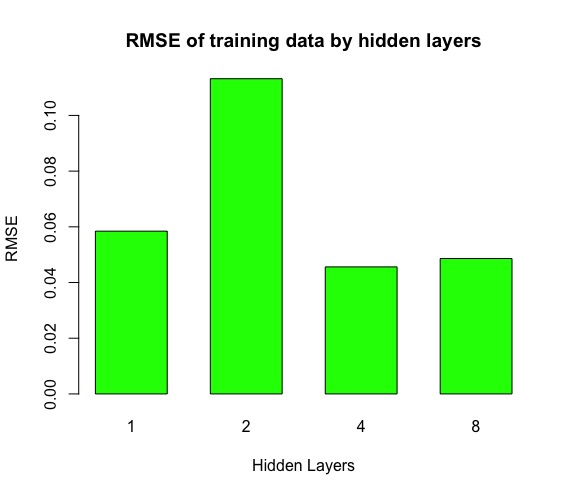 RMSE of training data by hidden layers
RMSE
0.10
0.08
0.06
0.04
0.02
0.00
1 2 4 8
Hidden Layers